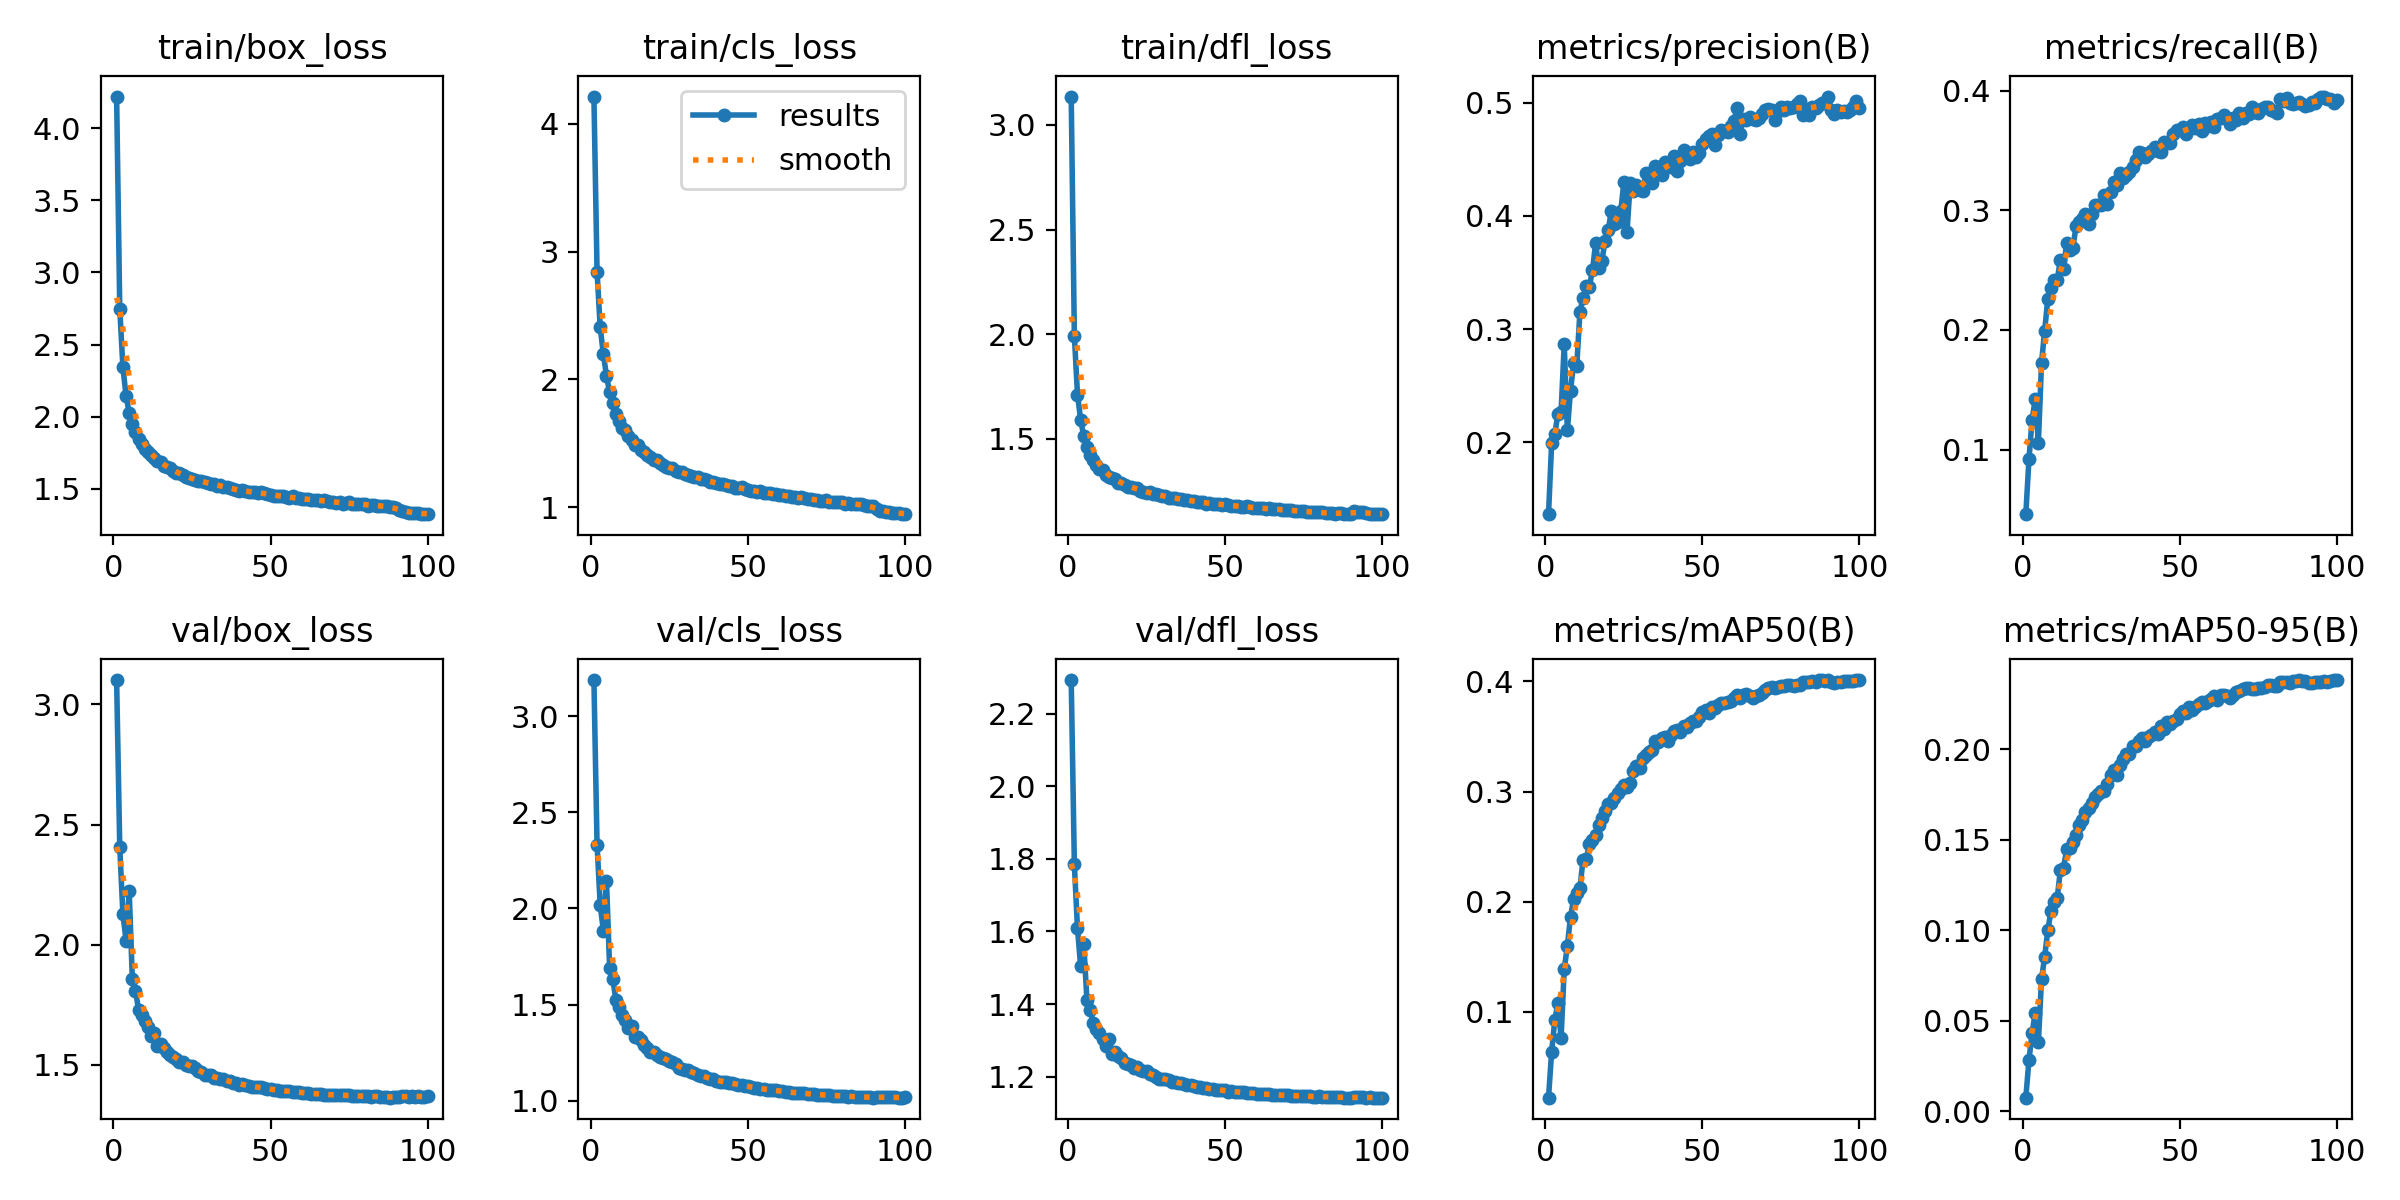 train/box_loss
4.0
3.5
3.0
2.5
2.0
1.5
0 50 100
train/cls_loss
results
smooth
4
3
2
1
0 50 100
train/dfl_loss
3.0
2.5
2.0
1.5
0 50 100
metrics/precision(B)
0.5
0.4
0.3
0.2
0 50 100
metrics/recall(B)
0.4
0.3
0.2
0.1
0 50 100
val/box_loss
3.0
2.5
2.0
1.5
0 50 100
val/cls_loss
3.0
2.5
2.0
1.5
1.0
0 50 100
val/dfl_loss
2.2
2.0
1.8
1.6
1.4
1.2
0 50 100
metrics/mAP50(B)
0.4
0.3
0.2
0.1
0 50 100
metrics/mAP50-95(B)
0.20
0.15
0.10
0.05
0.00
0 50 100